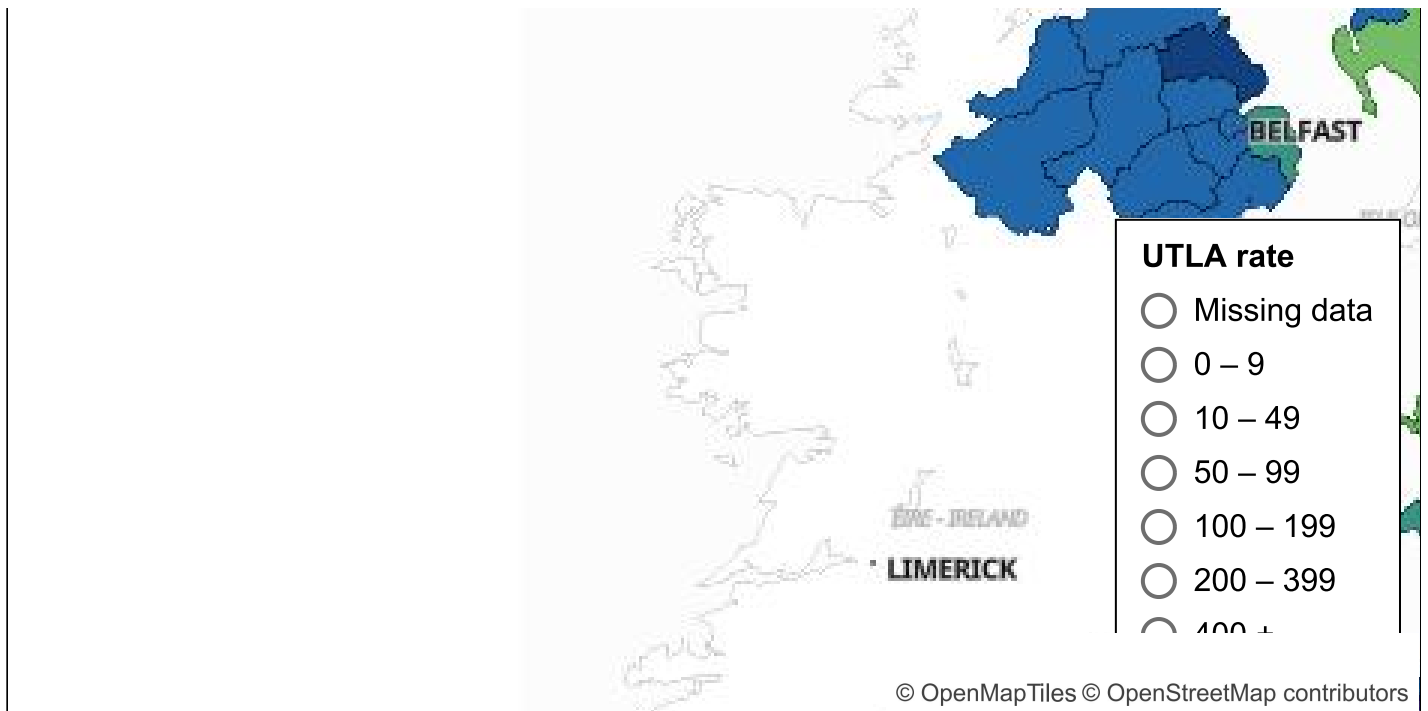 BELFAST
UTLA rate
Missing data
0 – 9
10 – 49
50 – 99
100 – 199
200 – 399
400 +
ÉIRE - IRELAND
LIMERICK
© OpenMapTiles © OpenStreetMap contributors